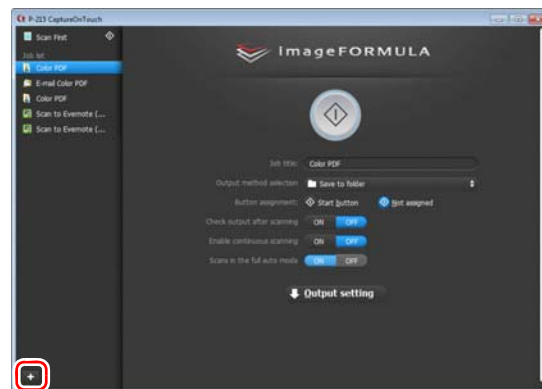 P-213 CaptureOnTouch
Scan First
Job list
Color PDF
E-mail Color PDF
Color PDF
Scan to Evernote (...
Scan to Evernote (...
imageFORMULA
Job title: Color PDF
Output method selection Save to folder
Button assignment: Start button Not assigned
Check output after scanning ON OFF
Enable continuous scanning ON OFF
Scans in the full auto mode ON OFF
Output setting